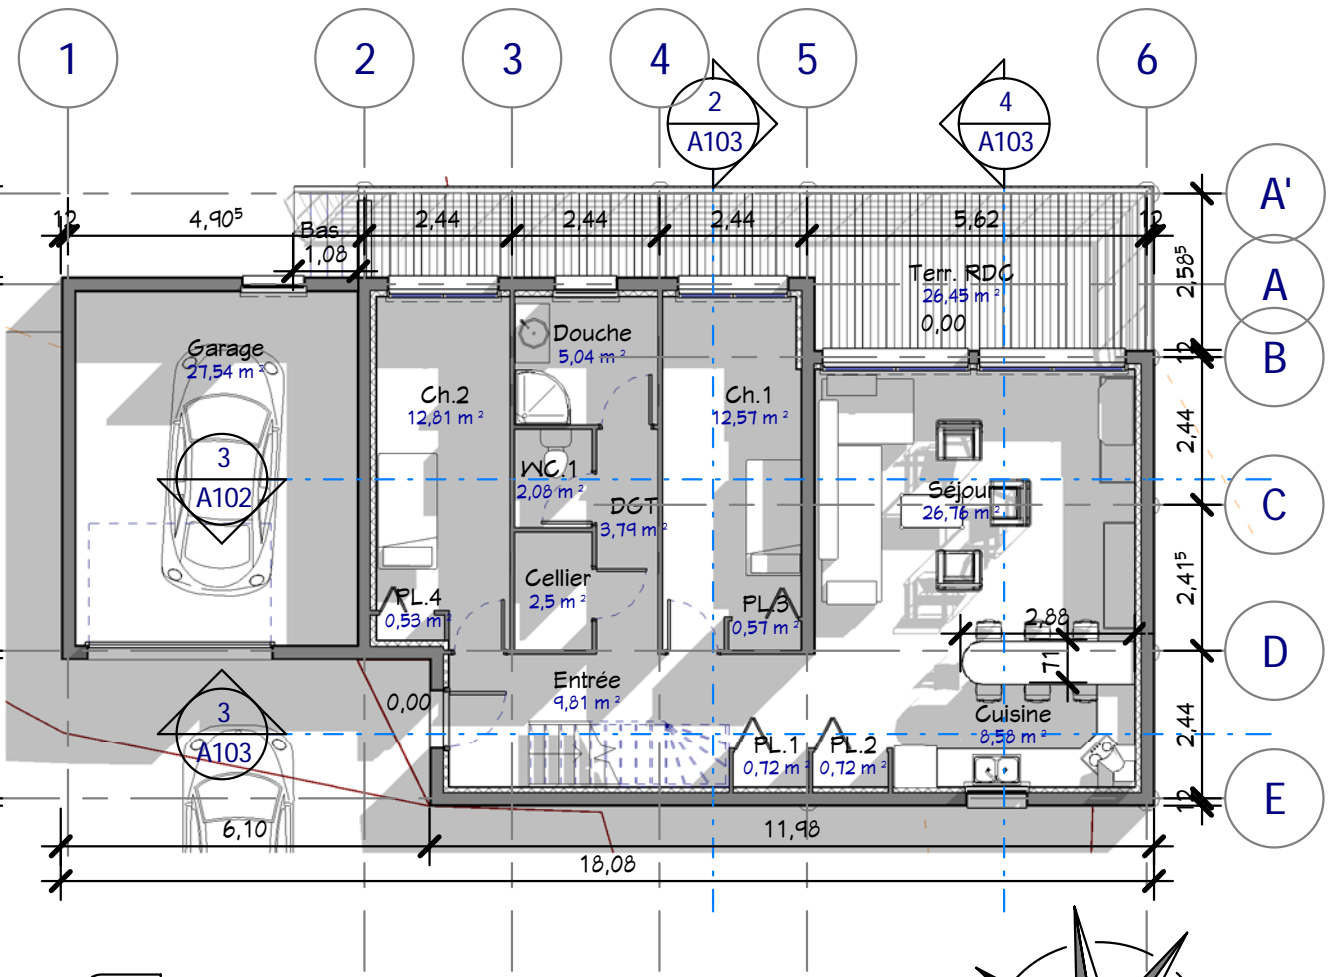 1
2
3
4
5
6
2
A103
4
A103
A'
12
4,90⁵
2,44
2,44
2,44
5,62
12
Bas
1,08
2,58⁵
A
Terr. RDC
26,45 m²
0,00
12
B
Garage
27,54 m²
Douche
5,04 m²
Ch.2
12,81 m²
Ch.1
12,57 m²
2,44
3
A102
WC.1
2,08 m²
DGT
3,79 m²
Séjour
26,76 m²
C
Cellier
2,5 m²
PL.4
0,53 m²
PL.3
0,57 m²
2,41⁵
2,88
71
D
Entrée
9,81 m²
0,00
3
A103
Cuisine
8,58 m²
2,44
PL.1
0,72 m²
PL.2
0,72 m²
12
E
6,10
11,98
18,08